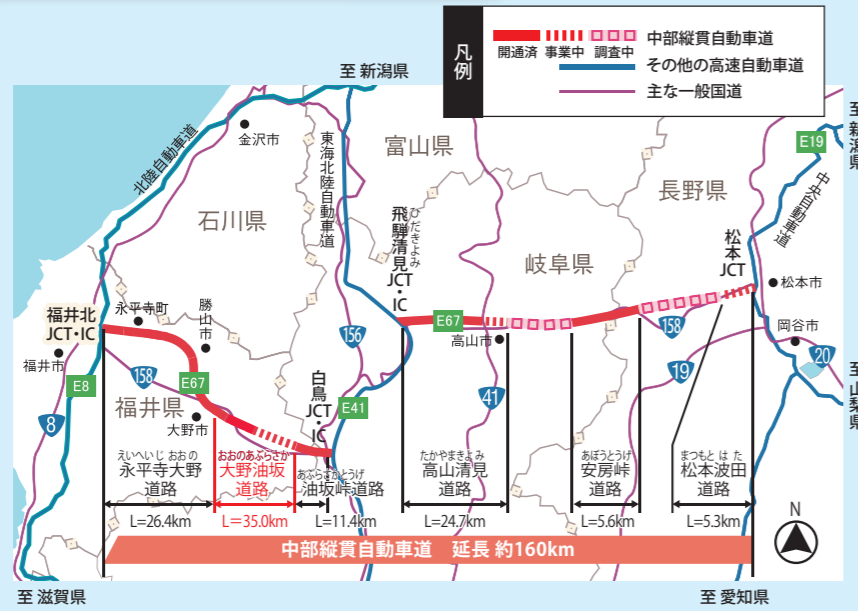 凡例
開通済 事業中 調査中 中部縦貫自動車道
その他の高速自動車道
主な一般国道
至 新潟県
至 新潟県
北陸自動車道
金沢市
東海北陸自動車道
富山県
E19
中央自動車道
長野県
石川県
ひだきよみ
飛騨清見
JCT・IC
岐阜県
松本
JCT
松本市
福井北
JCT・IC
永平寺町
勝山市
156
E67
高山市
158
岡谷市
福井市
158
E67
19
20
E8
白鳥
JCT・IC
E41
41
8
福井県
大野市
至 山梨県
えいへいじ おおの
永平寺大野
道路
L=26.4km
おおのあぶらさか
大野油坂
道路
L=35.0km
あぶらさかとうげ
油坂峠道路
L=11.4km
たかやまきよみ
高山清見
道路
L=24.7km
あぼうとうげ
安房峠
道路
L=5.6km
まつもと はた
松本波田
道路
L=5.3km
N
中部縦貫自動車道 延長 約160km
至 滋賀県
至 愛知県